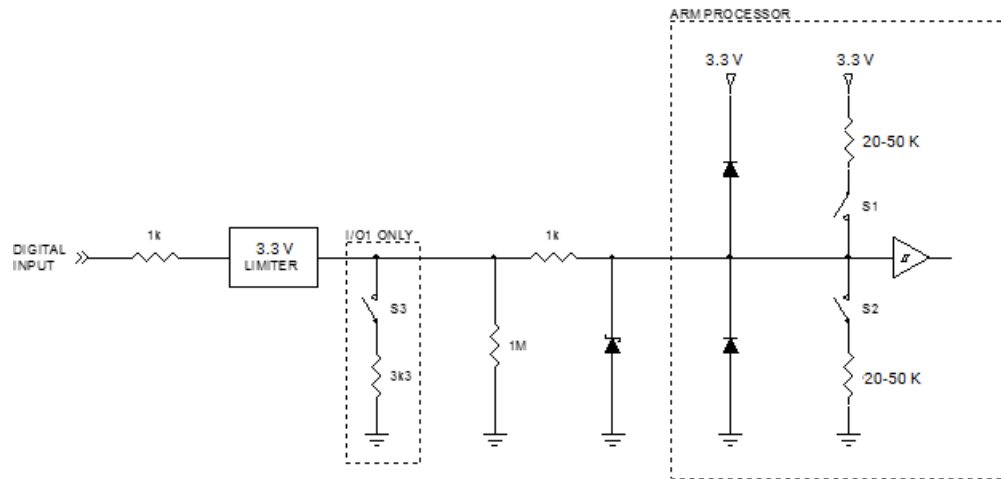 ARM PROCESSOR
3.3 V
3.3 V
20-50 K
S1
DIGITAL
INPUT
1k
3.3 V
LIMITER
I/O1 ONLY
S3
3k3
1M
1k
S2
20-50 K